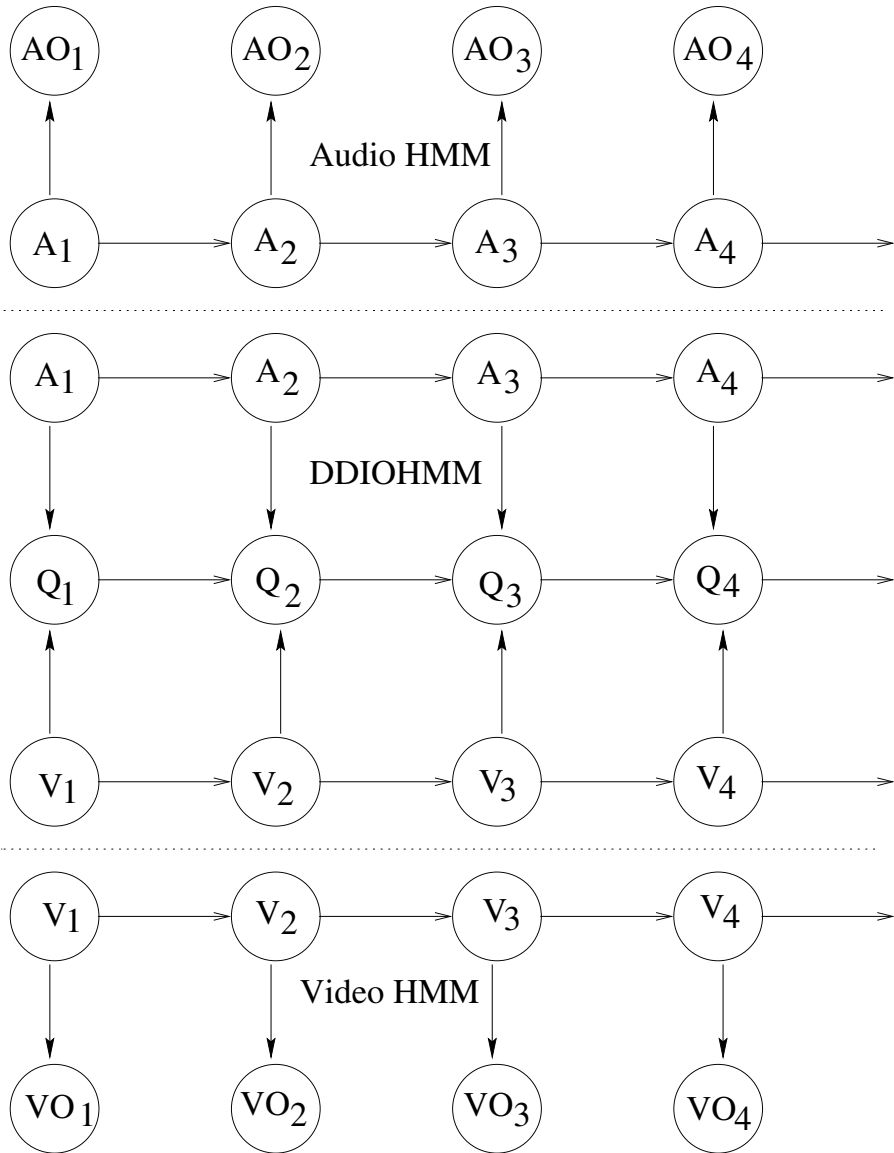 AO1 AO2 AO3 AO4
Audio HMM
A1 A2 A3 A4
A1 A2 A3 A4
DDIOHMM
Q1 Q2 Q3 Q4
V1 V2 V3 V4
V1 V2 V3 V4
Video HMM
VO1 VO2 VO3 VO4